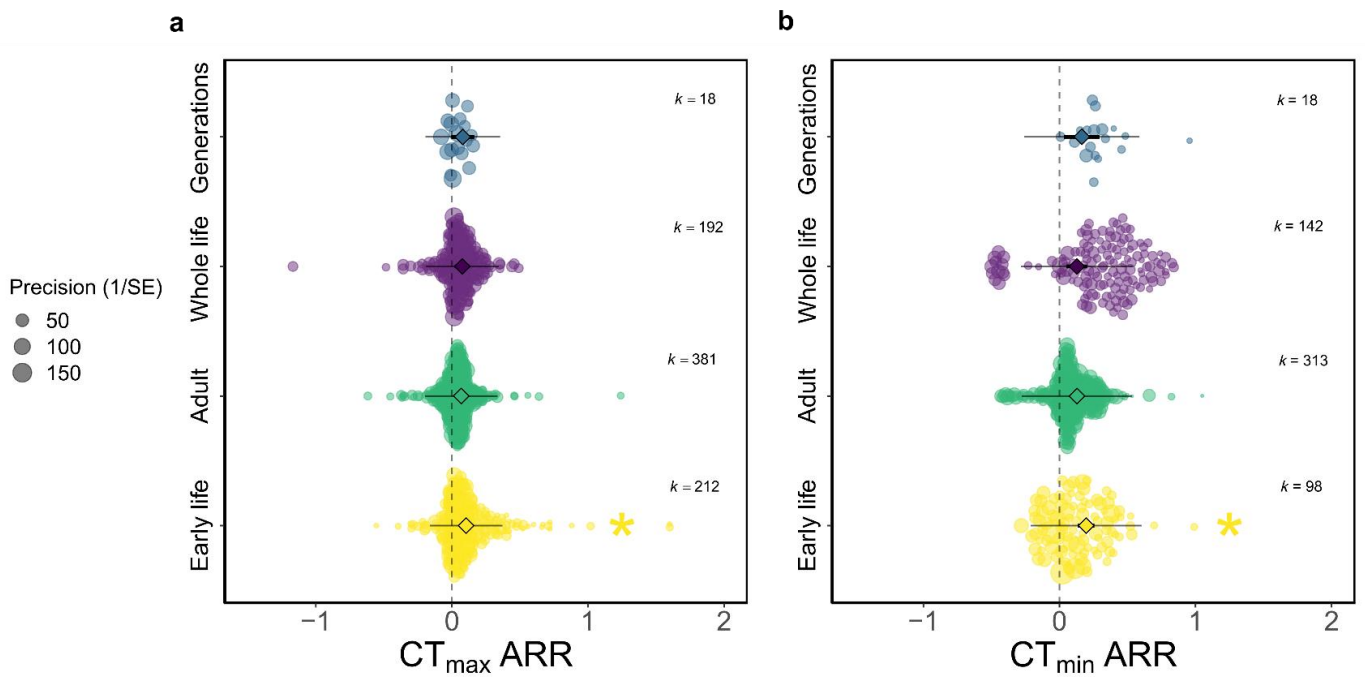 a
b
Precision (1/SE)
50
100
150
Generations
Whole life
Adult
Early life
k = 18
k = 192
k = 381
k = 212
*
−1 0 1 2
CTmax ARR
Generations
Whole life
Adult
Early life
k = 18
k = 142
k = 313
k = 98
*
−1 0 1 2
CTmin ARR